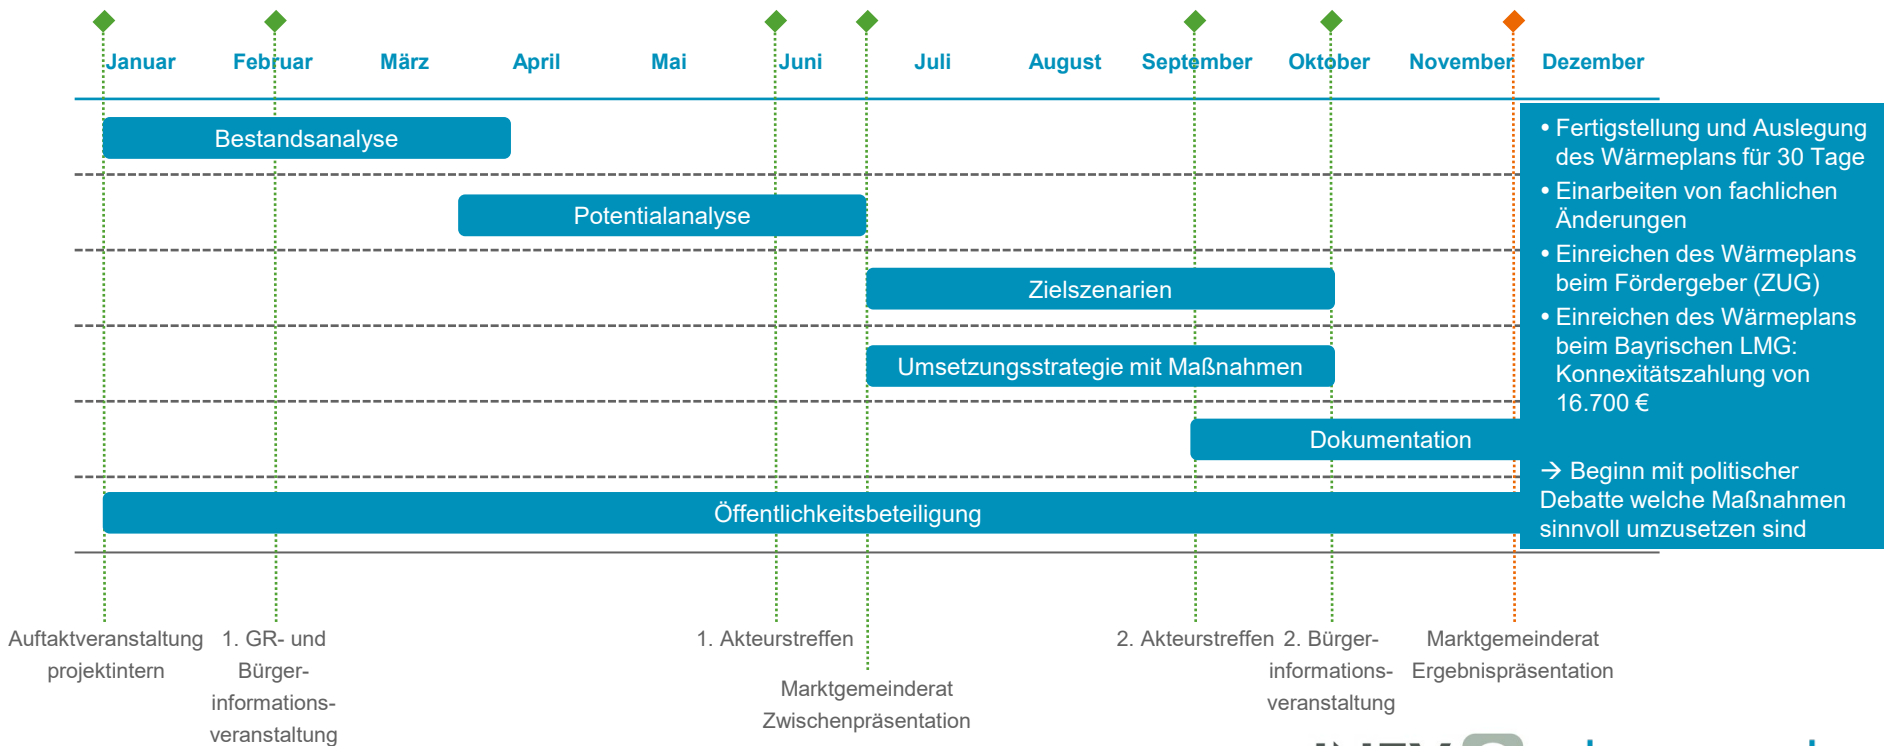 Januar Februar März April Mai Juni Juli August September Oktober November Dezember
Bestandsanalyse
Potentialanalyse
Zielszenarien
Umsetzungsstrategie mit Maßnahmen
Dokumentation
Öffentlichkeitsbeteiligung
• Fertigstellung und Auslegung
des Wärmeplans für 30 Tage
• Einarbeiten von fachlichen
Änderungen
• Einreichen des Wärmeplans
beim Fördergeber (ZUG)
• Einreichen des Wärmeplans
beim Bayrischen LMG:
Konnexitätszahlung von
16.700 €
→ Beginn mit politischer
Debatte welche Maßnahmen
sinnvoll umzusetzen sind
Auftaktveranstaltung
projektintern
1. GR- und
Bürger-
informations-
veranstaltung
1. Akteurstreffen
Marktgemeinderat
Zwischenpräsentation
2. Akteurstreffen
2. Bürger-
informations-
veranstaltung
Marktgemeinderat
Ergebnispräsentation